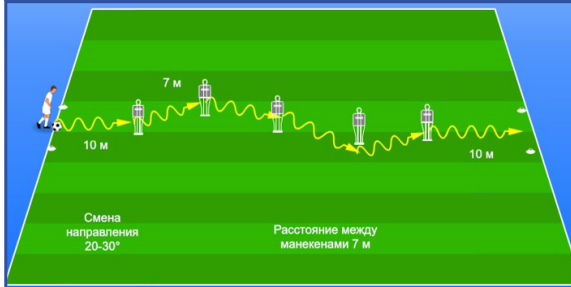 7 м
10 м
10 м
Смена
направления
20-30°
Расстояние между
манекенами 7 м